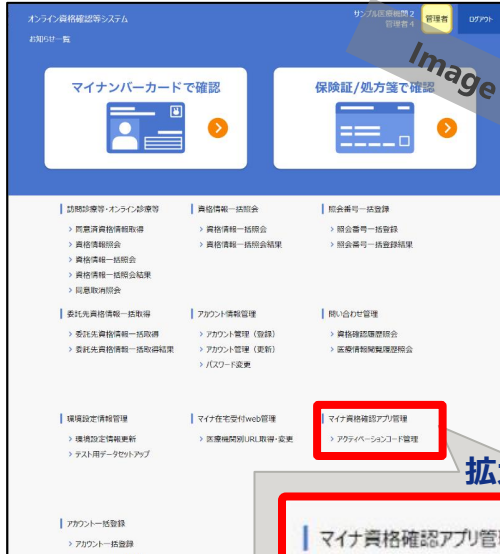 オンライン資格確認等システム
サンプル医療機関2
管理者4
管理者
ログアウト
お知らせ一覧
Image
マイナンバーカードで確認
保険証/処方箋で確認
訪問診療等・オンライン診療等
資格情報一括照会
照会番号一括登録
> 同意済資格情報取得
> 資格情報一括照会
> 照会番号一括登録
> 資格情報照会
> 資格情報一括照会結果
> 照会番号一括登録結果
> 資格情報一括照会
> 資格情報一括照会結果
> 同意取消照会
委託先資格情報一括取得
アカウント情報管理
問い合わせ管理
> 委託先資格情報一括取得
> アカウント管理（登録）
> 資格確認履歴照会
> 委託先資格情報一括取得結果
> アカウント管理（更新）
> 医療情報閲覧履歴照会
> パスワード変更
環境設定情報管理
マイナ在宅受付web管理
マイナ資格確認アプリ管理
> 環境設定情報更新
> 医療機関別URL取得・変更
> アクティベーションコード管理
> テスト用データセットアップ
拡
アカウント一括登録
> アカウント一括登録
マイナ資格確認アプリ管